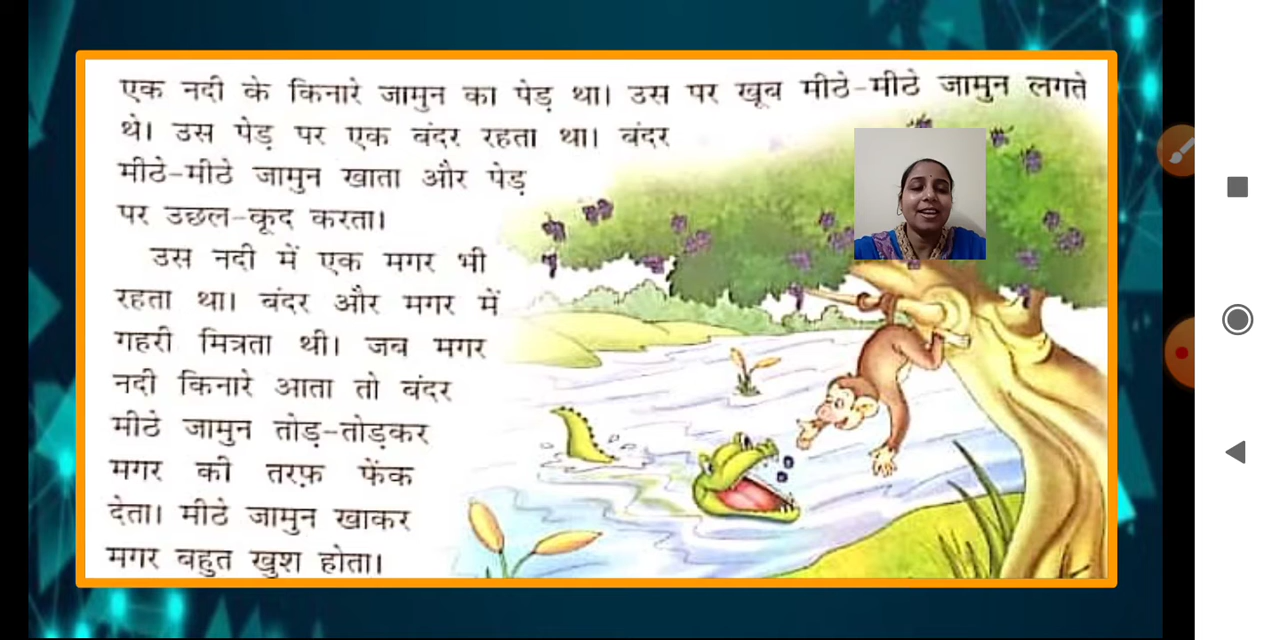 एक नदी के किनारे जामुन का पेड़ था। उस पर खूब मीठे-मीठे जामुन लगते
थे। उस पेड़ पर एक बंदर रहता था। बंदर
मीठे-मीठे जामुन खाता और पेड़
पर उछल-कूद करता।
उस नदी में एक मगर भी
रहता था। बंदर और मगर में
गहरी मित्रता थी। जब मगर
नदी किनारे आता तो बंदर
मीठे जामुन तोड़-तोड़कर
मगर की तरफ़ फेंक
देता। मीठे जामुन खाकर
मगर बहुत खुश होता।